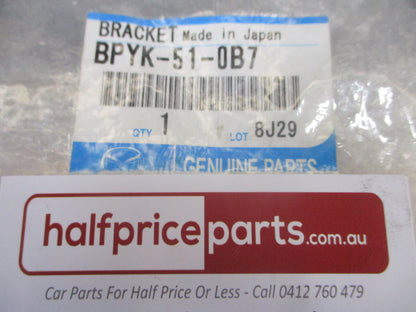 BRACKET Made in Japan
BPYK-51-0B7
QTY 1 LOT 8J29
GENUINE PARTS
halfpriceparts.com.au
Car Parts For Half Price Or Less - Call 0412 760 479